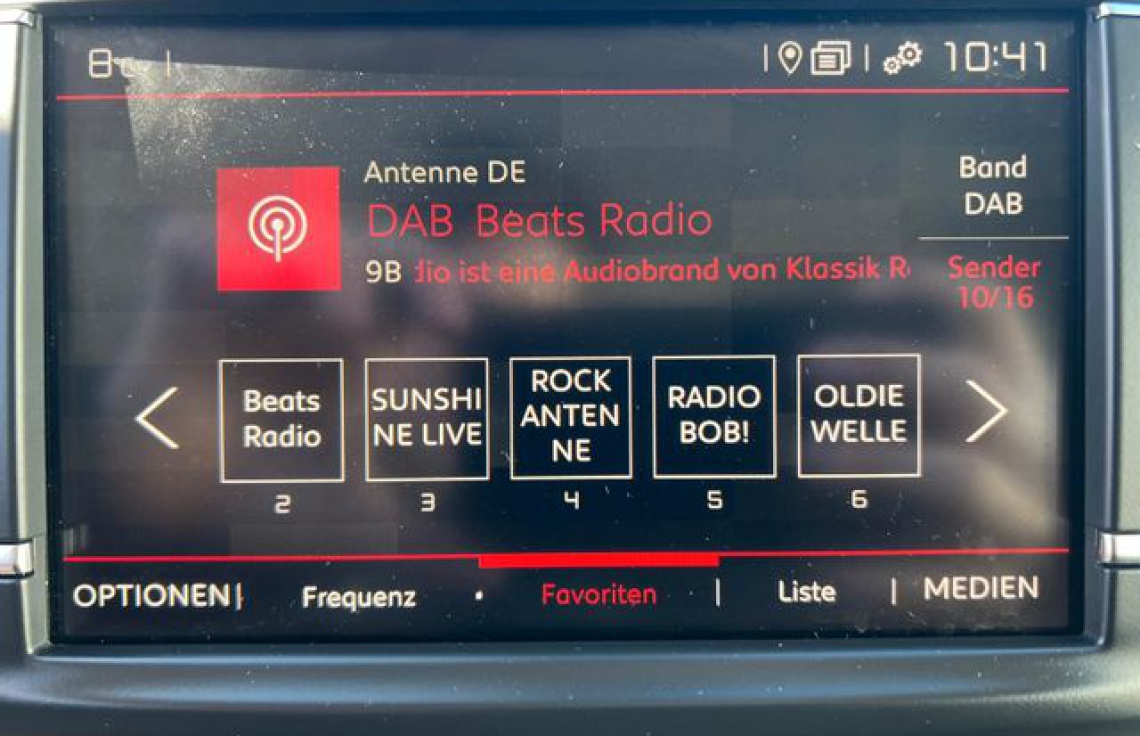 8°C
10:41
Antenne DE
DAB Beats Radio
9B dio ist eine Audiobrand von Klassik R
Band
DAB
Sender
10/16
Beats
Radio
2
SUNSHI
NE LIVE
3
ROCK
ANTEN
NE
4
RADIO
BOB!
5
OLDIE
WELLE
6
OPTIONEN
Frequenz
Favoriten
Liste
MEDIEN